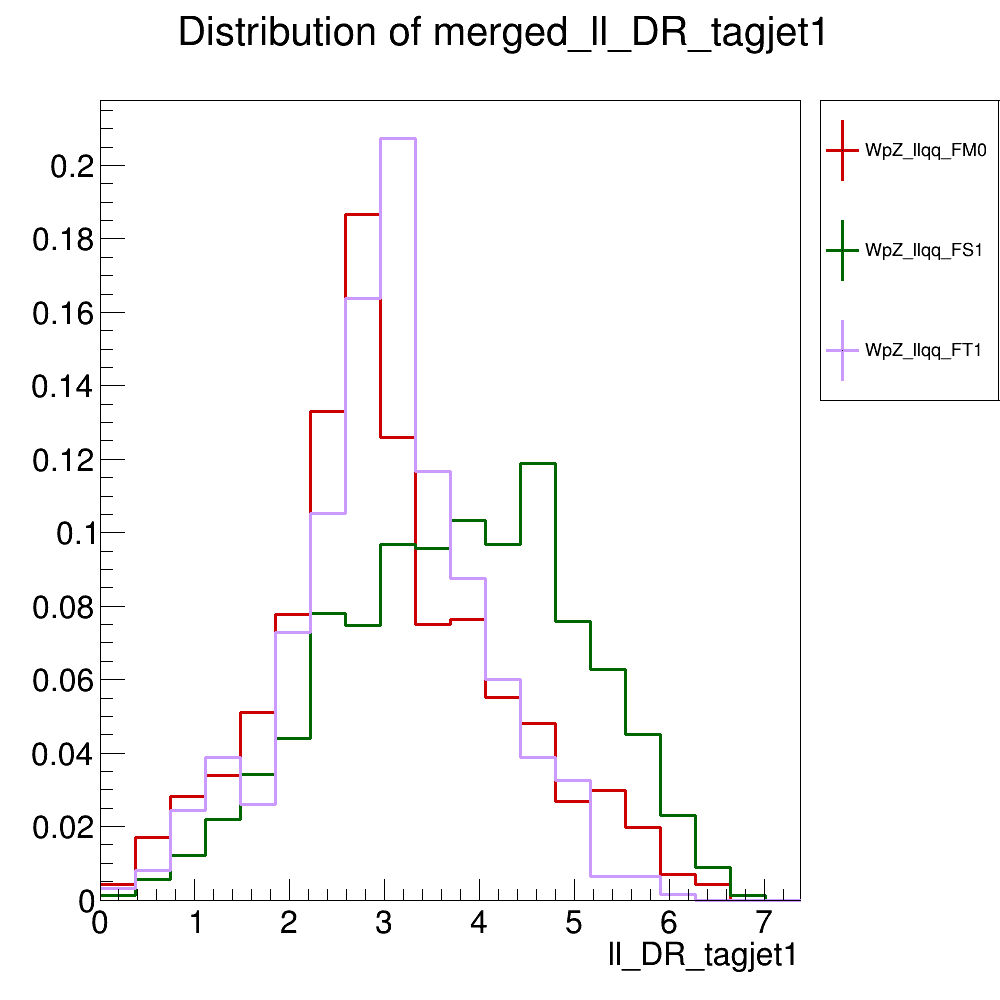 Distribution of merged_ll_DR_tagjet1
WpZ_llqq_FM0
WpZ_llqq_FS1
WpZ_llqq_FT1
0.2
0.18
0.16
0.14
0.12
0.1
0.08
0.06
0.04
0.02
0
0 1 2 3 4 5 6 7
ll_DR_tagjet1